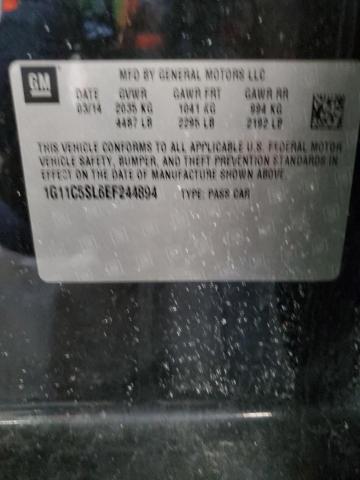 GM
MFD BY GENERAL MOTORS LLC
DATE GVWR GAWR FRT GAWR RR
03/14 2035 KG 1041 KG 994 KG
4487 LB 2295 LB 2192 LB
THIS VEHICLE CONFORMS TO ALL APPLICABLE U.S. FEDERAL MOTOR
VEHICLE SAFETY, BUMPER, AND THEFT PREVENTION STANDARDS IN
EFFECT ON THE DATE OF MANUFACTURE SHOWN ABOVE.
1G11C5SL6EF244894 TYPE: PASS CAR